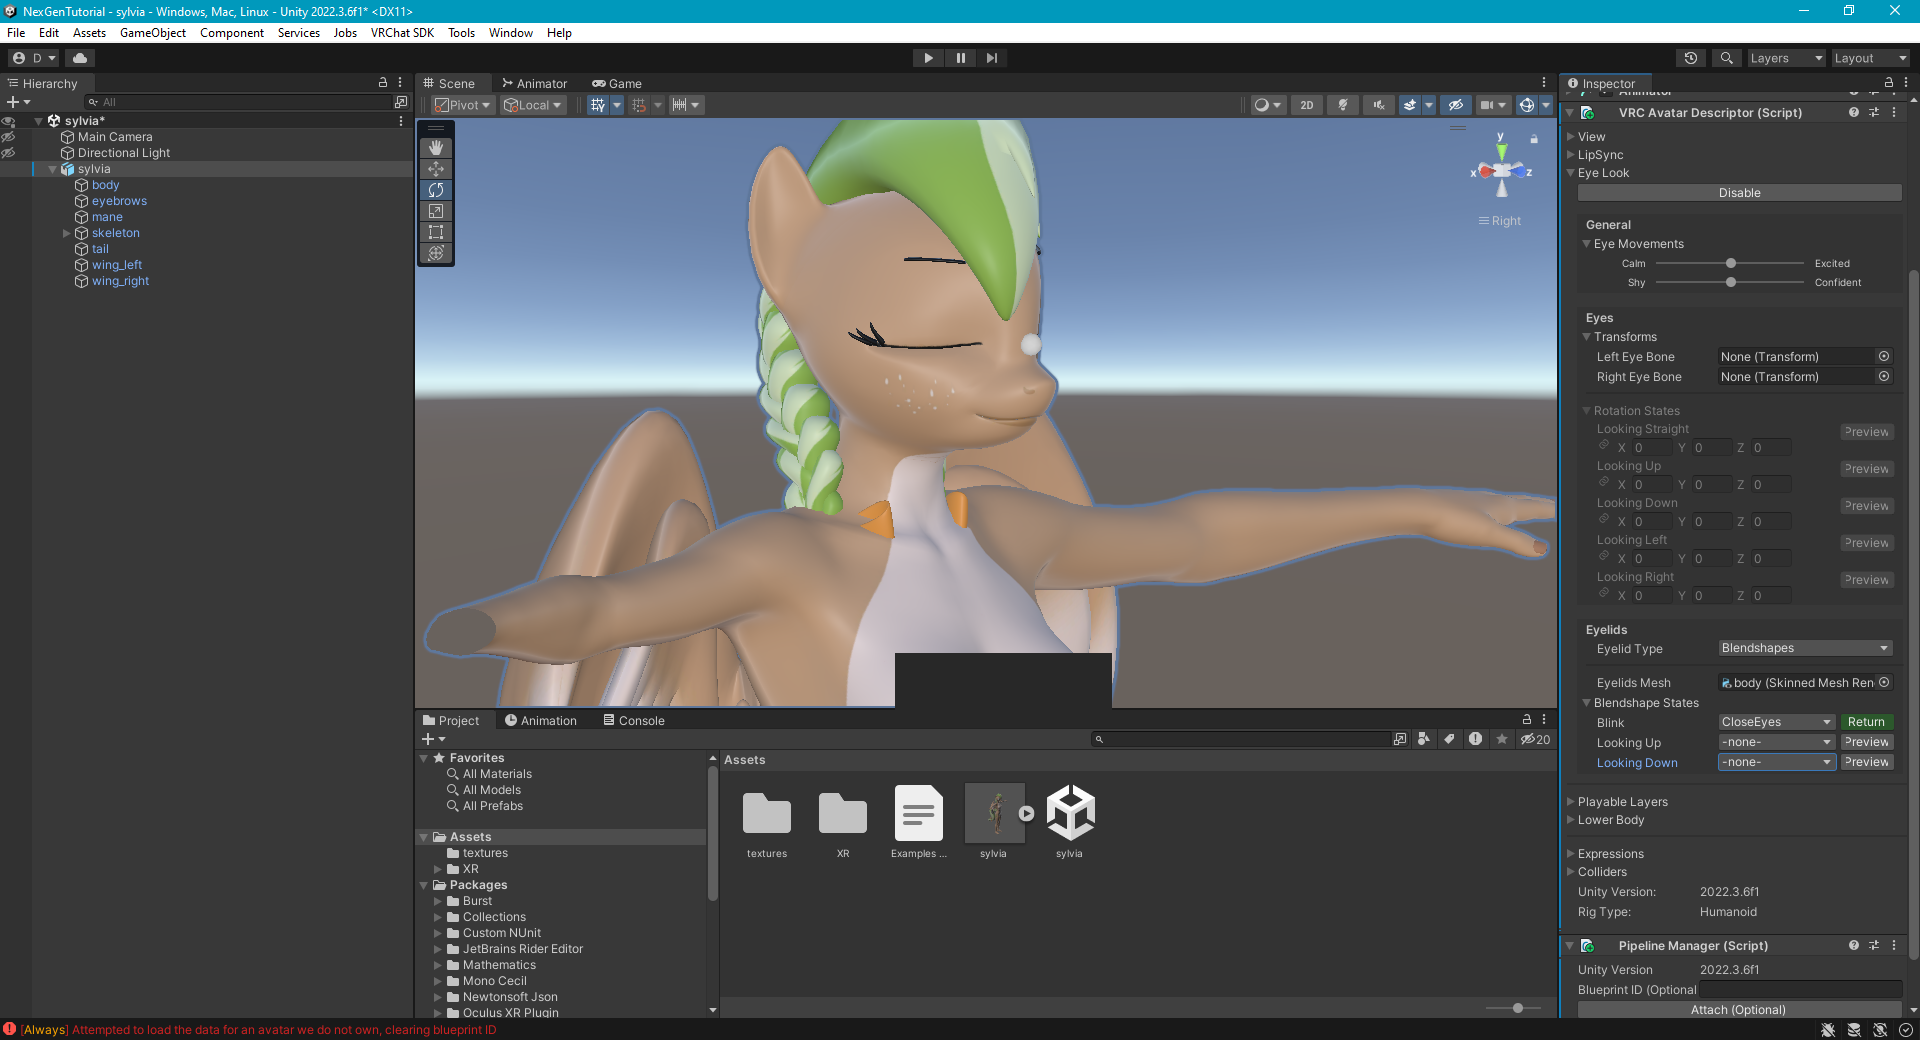 NexGenTutorial - sylvia - Windows, Mac, Linux - Unity 2022.3.6f1* <DX11>
File Edit Assets GameObject Component Services Jobs VRChat SDK Tools Window Help
D
Layers
Layout
Hierarchy
All
sylvia*
Main Camera
Directional Light
sylvia
body
eyebrows
mane
skeleton
tail
wing_left
wing_right
Scene Animator Game
Pivot Local 2D
y
x z
Right
Project Animation Console
20
Favorites
All Materials
All Models
All Prefabs
Assets
textures
XR
Packages
Burst
Collections
Custom NUnit
JetBrains Rider Editor
Mathematics
Mono Cecil
Newtonsoft Json
Oculus XR Plugin
Assets
textures XR Examples ... sylvia sylvia
Inspector
Animator
VRC Avatar Descriptor (Script)
View
LipSync
Eye Look
Disable
General
Eye Movements
Calm Excited
Shy Confident
Eyes
Transforms
Left Eye Bone None (Transform)
Right Eye Bone None (Transform)
Rotation States
Looking Straight Preview
X 0 Y 0 Z 0
Looking Up Preview
X 0 Y 0 Z 0
Looking Down Preview
X 0 Y 0 Z 0
Looking Left Preview
X 0 Y 0 Z 0
Looking Right Preview
X 0 Y 0 Z 0
Eyelids
Eyelid Type Blendshapes
Eyelids Mesh body (Skinned Mesh Ren
Blendshape States
Blink CloseEyes Return
Looking Up -none- Preview
Looking Down -none- Preview
Playable Layers
Lower Body
Expressions
Colliders
Unity Version: 2022.3.6f1
Rig Type: Humanoid
Pipeline Manager (Script)
Unity Version 2022.3.6f1
Blueprint ID (Optional
Attach (Optional)
[Always] Attempted to load the data for an avatar we do not own, clearing blueprint ID